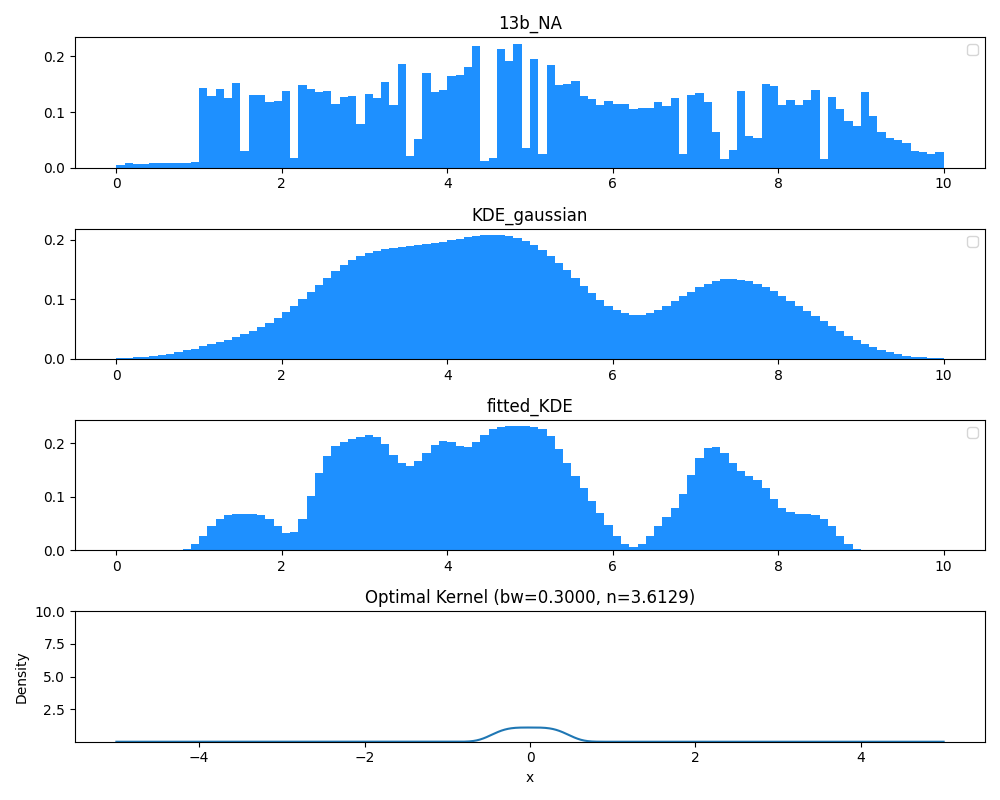 13b_NA
0.2
0.1
0.0
0 2 4 6 8 10
KDE_gaussian
0.2
0.1
0.0
0 2 4 6 8 10
fitted_KDE
0.2
0.1
0.0
0 2 4 6 8 10
Optimal Kernel (bw=0.3000, n=3.6129)
10.0
7.5
5.0
2.5
Density
−4 −2 0 2 4
x